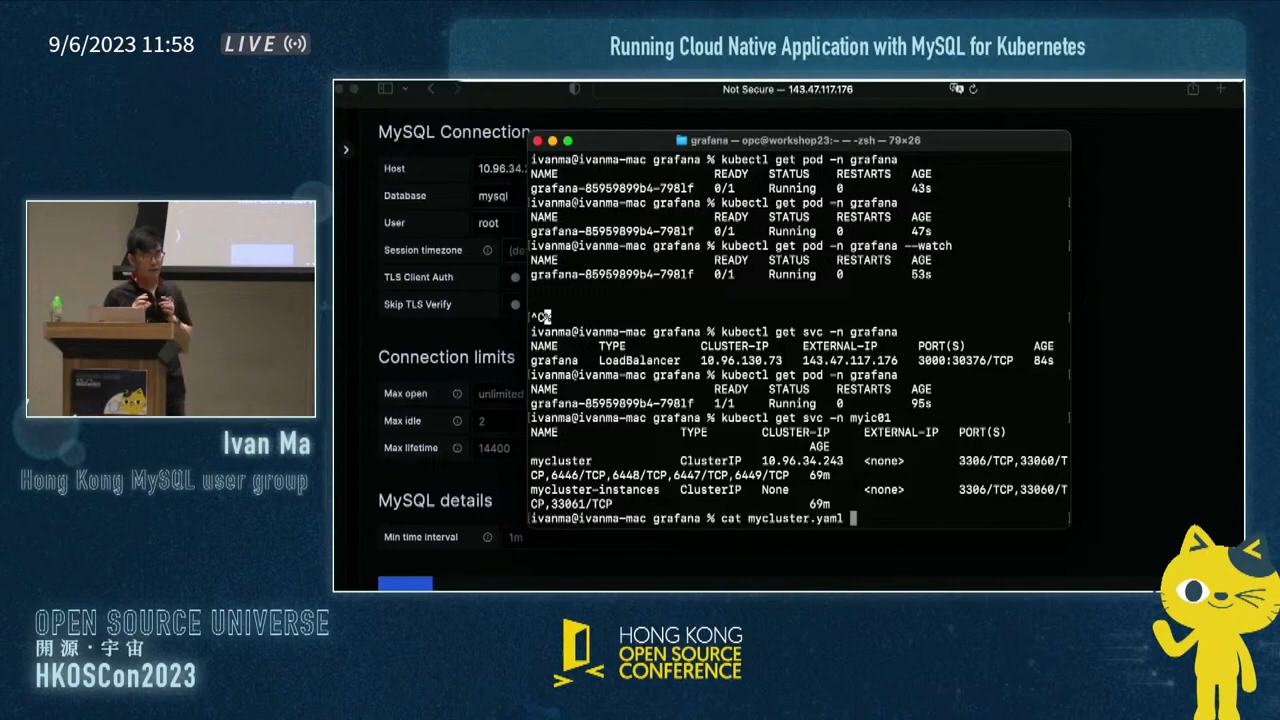 9/6/2023 11:58
LIVE
Running Cloud Native Application with MySQL for Kubernetes
Not Secure — 143.47.117.176
MySQL Connection
Host
10.96.34.
Database
mysql
User
root
Session timezone
(de
TLS Client Auth
Skip TLS Verify
Connection limits
Max open
unlimited
Max idle
2
Max lifetime
14400
MySQL details
Min time interval
1m
grafana — opc@workshop23:~ — -zsh — 79×26
ivanma@ivanma-mac grafana % kubectl get pod -n grafana
NAME READY STATUS RESTARTS AGE
grafana-85959899b4-798lf 0/1 Running 0 43s
ivanma@ivanma-mac grafana % kubectl get pod -n grafana
NAME READY STATUS RESTARTS AGE
grafana-85959899b4-798lf 0/1 Running 0 47s
ivanma@ivanma-mac grafana % kubectl get pod -n grafana --watch
NAME READY STATUS RESTARTS AGE
grafana-85959899b4-798lf 0/1 Running 0 53s
^C%
ivanma@ivanma-mac grafana % kubectl get svc -n grafana
NAME TYPE CLUSTER-IP EXTERNAL-IP PORT(S) AGE
grafana LoadBalancer 10.96.130.73 143.47.117.176 3000:30376/TCP 84s
ivanma@ivanma-mac grafana % kubectl get pod -n grafana
NAME READY STATUS RESTARTS AGE
grafana-85959899b4-798lf 1/1 Running 0 95s
ivanma@ivanma-mac grafana % kubectl get svc -n myic01
NAME TYPE CLUSTER-IP EXTERNAL-IP PORT(S)
AGE
mycluster ClusterIP 10.96.34.243 <none> 3306/TCP,33060/T
CP,6446/TCP,6448/TCP,6447/TCP,6449/TCP 69m
mycluster-instances ClusterIP None <none> 3306/TCP,33060/T
CP,33061/TCP 69m
ivanma@ivanma-mac grafana % cat mycluster.yaml
Ivan Ma
Hong Kong MySQL user group
OPEN SOURCE UNIVERSE
開源·宇宙
HKOSCon2023
HONG KONG
OPEN SOURCE
CONFERENCE